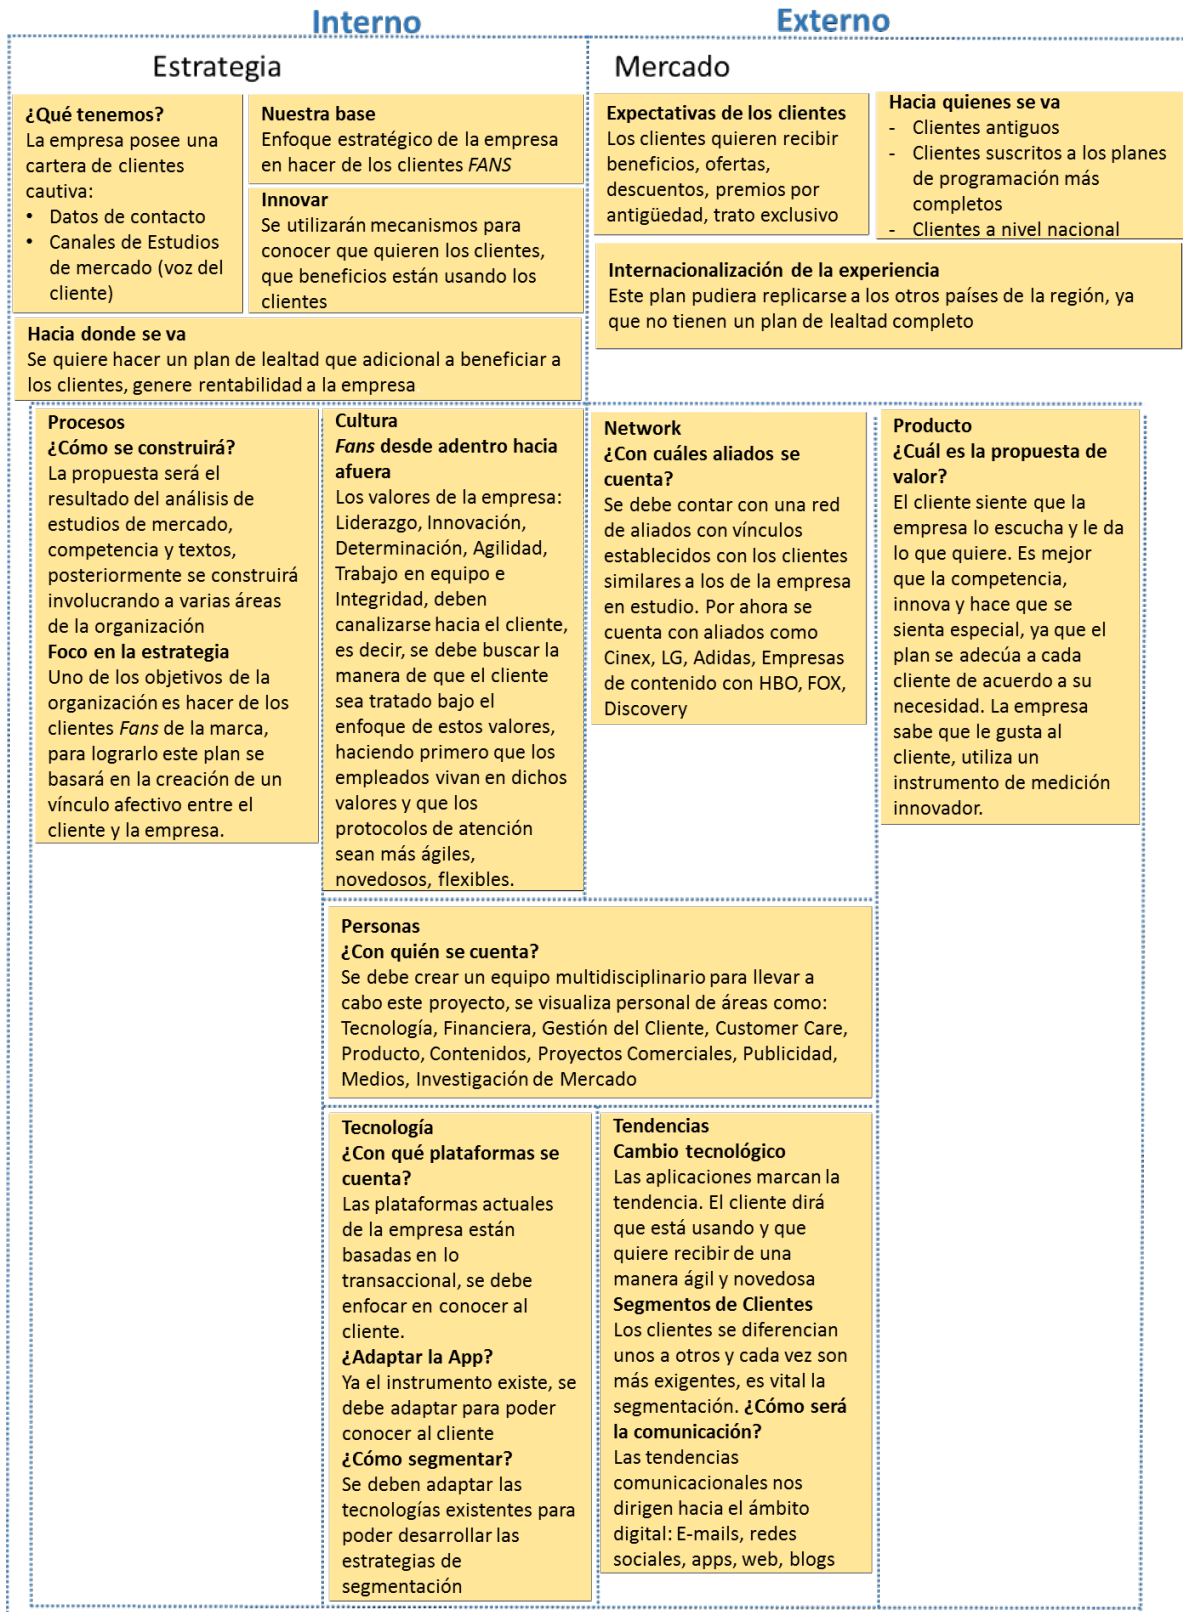 Interno
Externo
Estrategia
Mercado
¿Qué tenemos?
La empresa posee una
cartera de clientes
cautiva:
• Datos de contacto
• Canales de Estudios
de mercado (voz del
cliente)
Nuestra base
Enfoque estratégico de la empresa
en hacer de los clientes FANS
Innovar
Se utilizarán mecanismos para
conocer que quieren los clientes,
que beneficios están usando los
clientes
Hacia donde se va
Se quiere hacer un plan de lealtad que adicional a beneficiar a
los clientes, genere rentabilidad a la empresa
Expectativas de los clientes
Los clientes quieren recibir
beneficios, ofertas,
descuentos, premios por
antigüedad, trato exclusivo
Hacia quienes se va
- Clientes antiguos
- Clientes suscritos a los planes
de programación más
completos
- Clientes a nivel nacional
Internacionalización de la experiencia
Este plan pudiera replicarse a los otros países de la región, ya
que no tienen un plan de lealtad completo
Procesos
¿Cómo se construirá?
La propuesta será el
resultado del análisis de
estudios de mercado,
competencia y textos,
posteriormente se construirá
involucrando a varias áreas
de la organización
Foco en la estrategia
Uno de los objetivos de la
organización es hacer de los
clientes Fans de la marca,
para lograrlo este plan se
basará en la creación de un
vínculo afectivo entre el
cliente y la empresa.
Cultura
Fans desde adentro hacia
afuera
Los valores de la empresa:
Liderazgo, Innovación,
Determinación, Agilidad,
Trabajo en equipo e
Integridad, deben
canalizarse hacia el cliente,
es decir, se debe buscar la
manera de que el cliente
sea tratado bajo el
enfoque de estos valores,
haciendo primero que los
empleados vivan en dichos
valores y que los
protocolos de atención
sean más ágiles,
novedosos, flexibles.
Network
¿Con cuáles aliados se
cuenta?
Se debe contar con una red
de aliados con vínculos
establecidos con los clientes
similares a los de la empresa
en estudio. Por ahora se
cuenta con aliados como
Cinex, LG, Adidas, Empresas
de contenido con HBO, FOX,
Discovery
Producto
¿Cuál es la propuesta de
valor?
El cliente siente que la
empresa lo escucha y le da
lo que quiere. Es mejor
que la competencia,
innova y hace que se
sienta especial, ya que el
plan se adecúa a cada
cliente de acuerdo a su
necesidad. La empresa
sabe que le gusta al
cliente, utiliza un
instrumento de medición
innovador.
Personas
¿Con quién se cuenta?
Se debe crear un equipo multidisciplinario para llevar a
cabo este proyecto, se visualiza personal de áreas como:
Tecnología, Financiera, Gestión del Cliente, Customer Care,
Producto, Contenidos, Proyectos Comerciales, Publicidad,
Medios, Investigación de Mercado
Tecnología
¿Con qué plataformas se
cuenta?
Las plataformas actuales
de la empresa están
basadas en lo
transaccional, se debe
enfocar en conocer al
cliente.
¿Adaptar la App?
Ya el instrumento existe, se
debe adaptar para poder
conocer al cliente
¿Cómo segmentar?
Se deben adaptar las
tecnologías existentes para
poder desarrollar las
estrategias de
segmentación
Tendencias
Cambio tecnológico
Las aplicaciones marcan la
tendencia. El cliente dirá
que está usando y que
quiere recibir de una
manera ágil y novedosa
Segmentos de Clientes
Los clientes se diferencian
unos a otros y cada vez son
más exigentes, es vital la
segmentación. ¿Cómo será
la comunicación?
Las tendencias
comunicacionales nos
dirigen hacia el ámbito
digital: E-mails, redes
sociales, apps, web, blogs